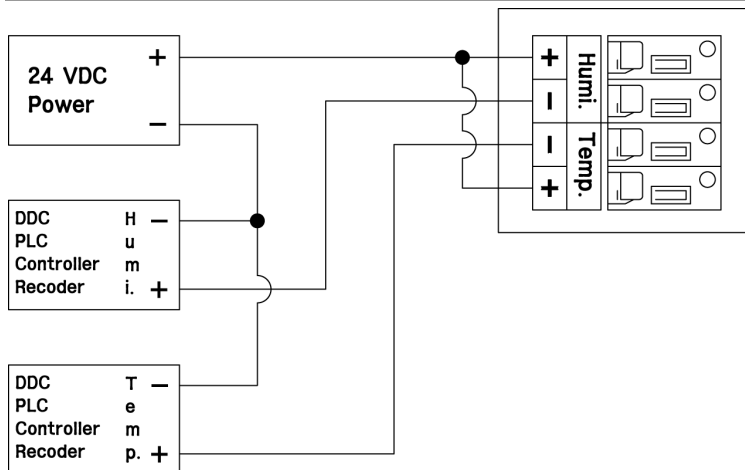 24 VDC +
Power
−
DDC H −
PLC u
Controller m
Recoder i. +
DDC T −
PLC e
Controller m
Recoder p. +
+ Humi.
−
− Temp.
+